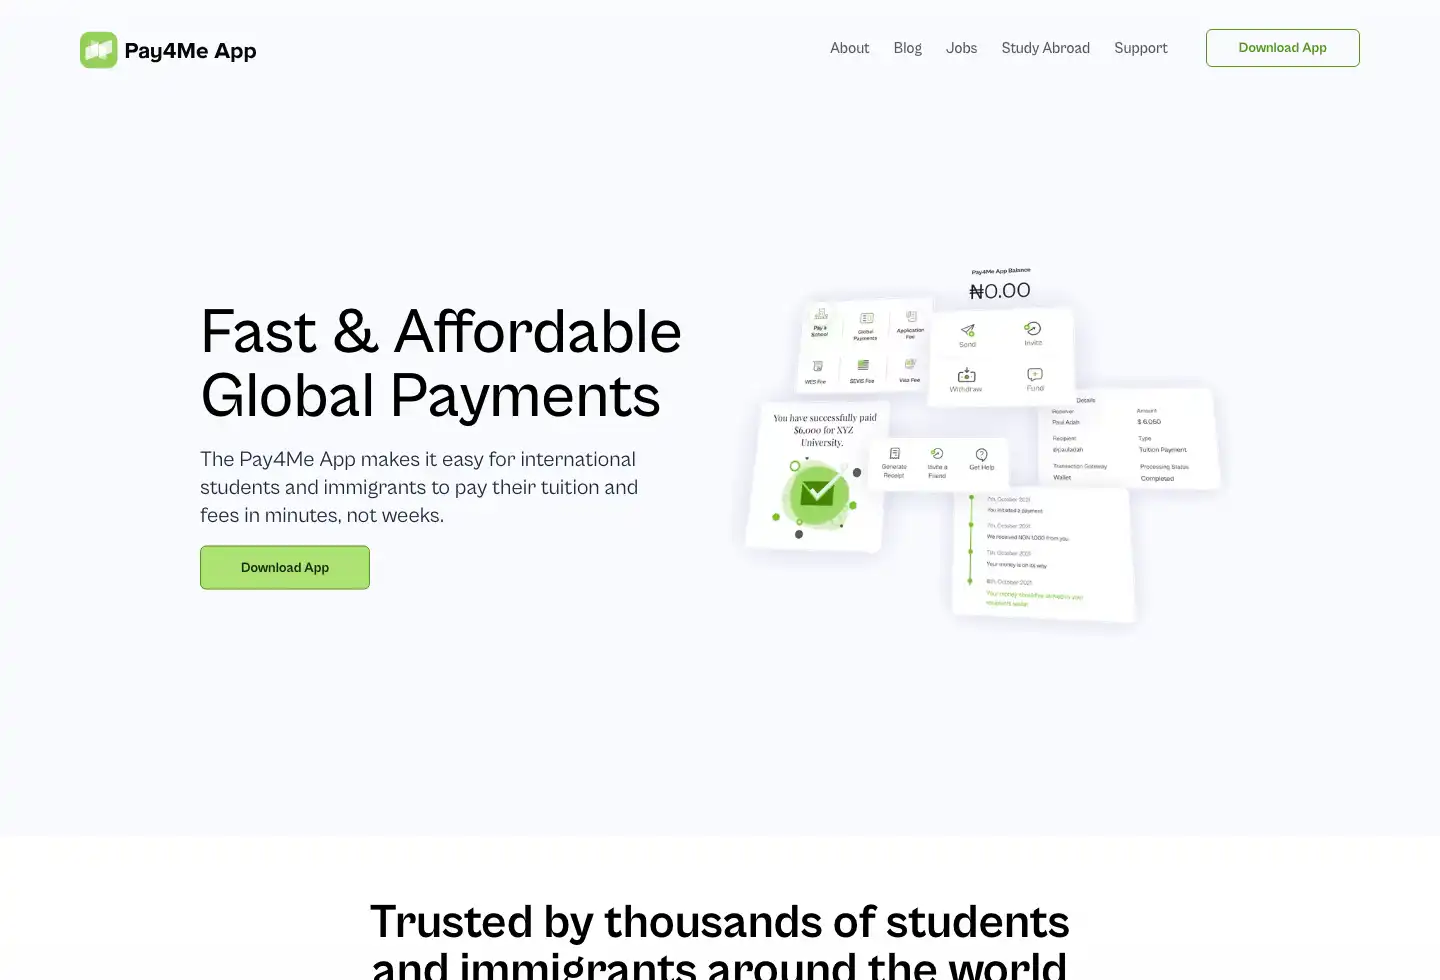 Pay4Me App
About
Blog
Jobs
Study Abroad
Support
Download App
Fast & Affordable
Global Payments
The Pay4Me App makes it easy for international
students and immigrants to pay their tuition and
fees in minutes, not weeks.
Download App
Pay4Me App Balance
₦0.00
Pay a
School
Global
Payments
Application
Fee
WES Fee
SEVIS Fee
Visa Fee
Send
Invite
Withdraw
Fund
You have successfully paid
$6,000 for XYZ
University.
Generate
Receipt
Invite a
Friend
Get Help
Details
Receiver
Amount
Paul Adah
$ 6,050
Recipient
Type
@pauladah
Tuition Payment
Transaction Gateway
Processing Status
Wallet
Completed
7th, October 2021
You initiated a payment
7th, October 2021
We received NGN 1,000 from you
7th, October 2021
Your money is on its way
8th, October 2021
Your money
Trusted by thousands of students
and immigrants around the world